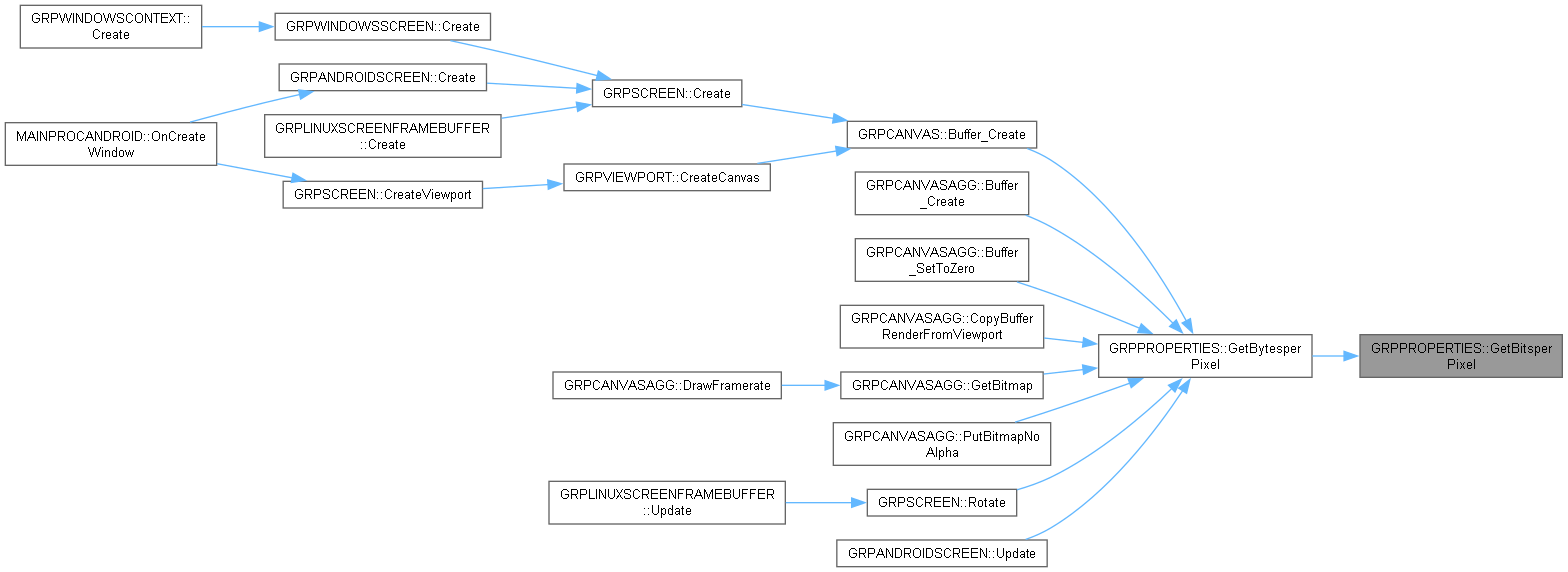 GRPWINDOWSCONTEXT::
Create
GRPWINDOWSSCREEN::Create
GRPANDROIDSCREEN::Create
GRPSCREEN::Create
GRPLINUXSCREENFRAMEBUFFER
::Create
MAINPROCANDROID::OnCreate
Window
GRPCANVAS::Buffer_Create
GRPVIEWPORT::CreateCanvas
GRPSCREEN::CreateViewport
GRPCANVASAGG::Buffer
_Create
GRPCANVASAGG::Buffer
_SetToZero
GRPCANVASAGG::CopyBuffer
RenderFromViewport
GRPPROPERTIES::GetBytesper
Pixel
GRPPROPERTIES::GetBitsper
Pixel
GRPCANVASAGG::DrawFramerate
GRPCANVASAGG::GetBitmap
GRPCANVASAGG::PutBitmapNo
Alpha
GRPLINUXSCREENFRAMEBUFFER
::Update
GRPSCREEN::Rotate
GRPANDROIDSCREEN::Update